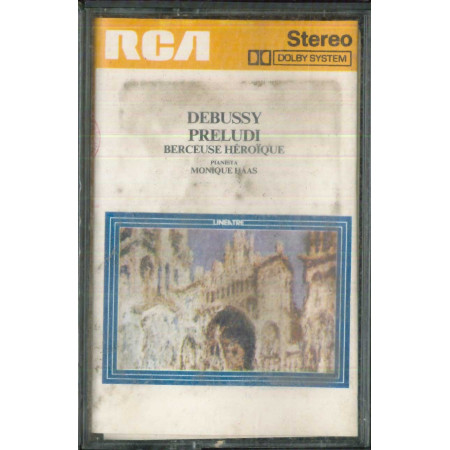 RCA
Stereo
DOLBY SYSTEM
DEBUSSY
PRELUDI
BERCEUSE HÉROÏQUE
PIANISTA
MONIQUE HAAS
LINEATRE